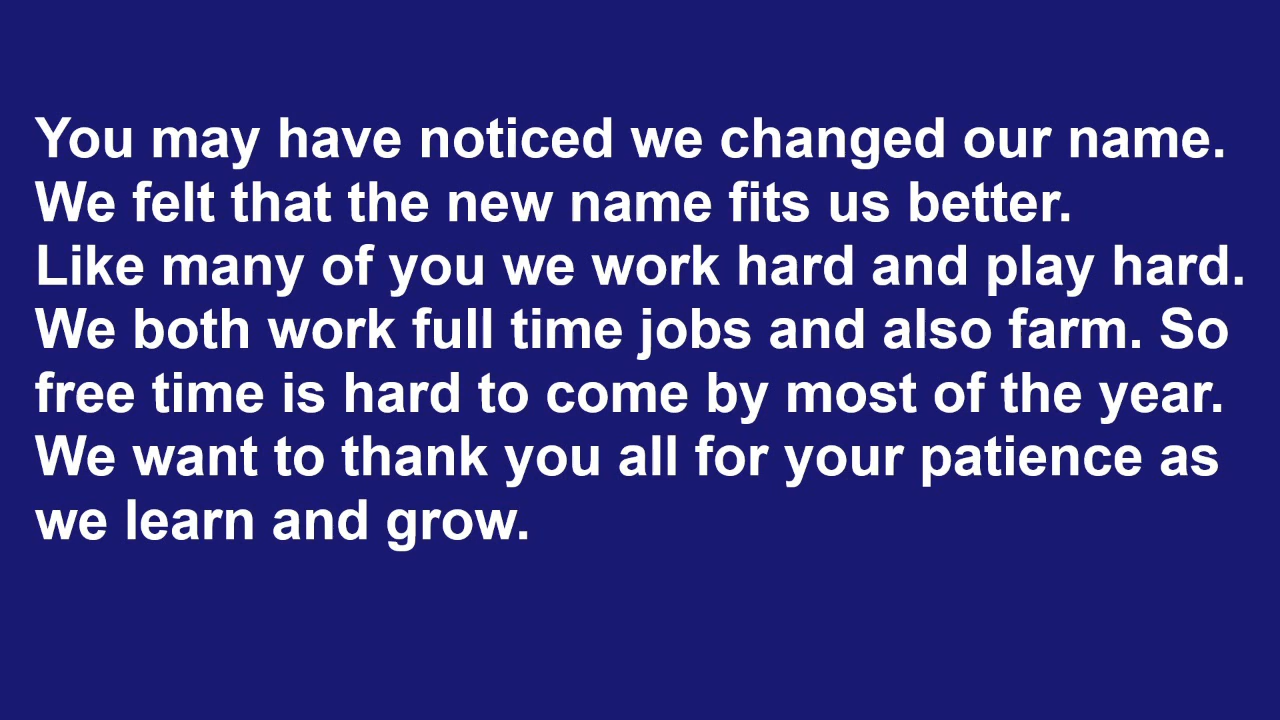 You may have noticed we changed our name.
We felt that the new name fits us better.
Like many of you we work hard and play hard.
We both work full time jobs and also farm. So
free time is hard to come by most of the year.
We want to thank you all for your patience as
we learn and grow.